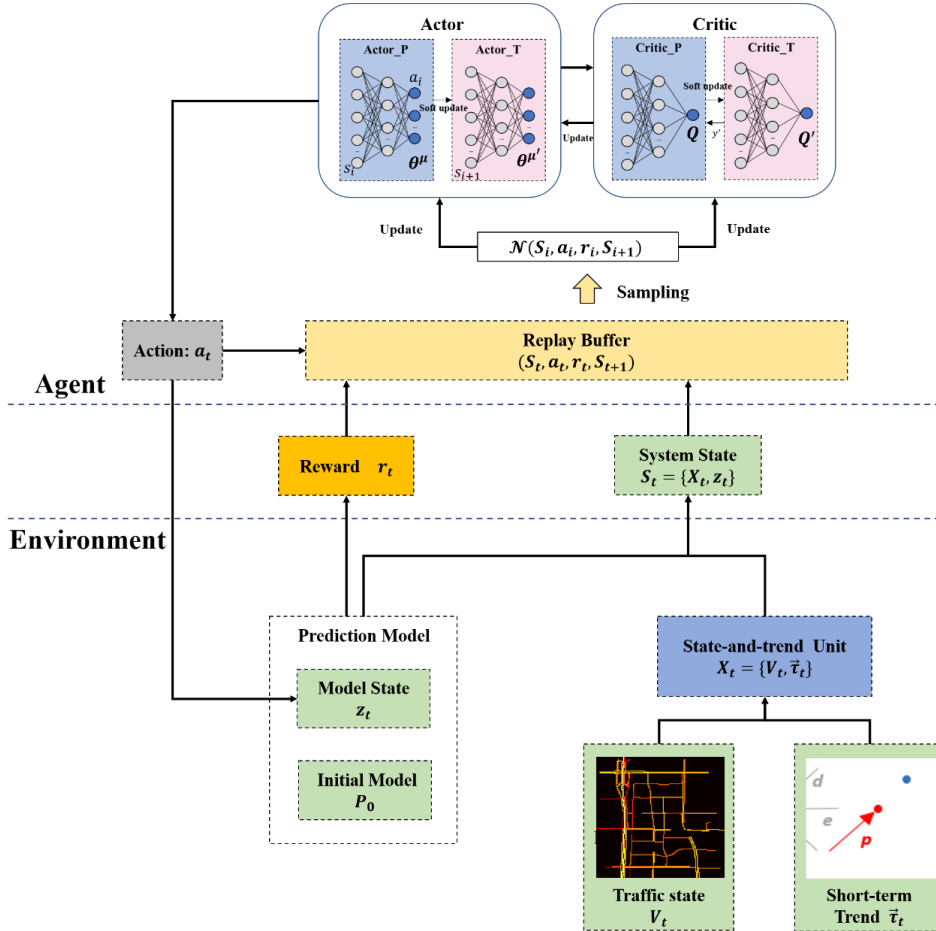 Actor
Critic
Actor_P
Actor_T
Critic_P
Critic_T
a_i
Soft update
Soft update
...
...
...
...
...
...
s_i
θ^μ
s_{i+1}
θ^{μ'}
Update
Q
y'
Q'
Update
N(S_i, a_i, r_i, S_{i+1})
Update
Sampling
Action: a_t
Replay Buffer
(S_t, a_t, r_t, S_{t+1})
Agent
Reward r_t
System State
S_t = {X_t, z_t}
Environment
Prediction Model
Model State
z_t
Initial Model
P_0
State-and-trend Unit
X_t = {V_t, τ⃗_t}
d
e
p
Traffic state
V_t
Short-term
Trend τ⃗_t